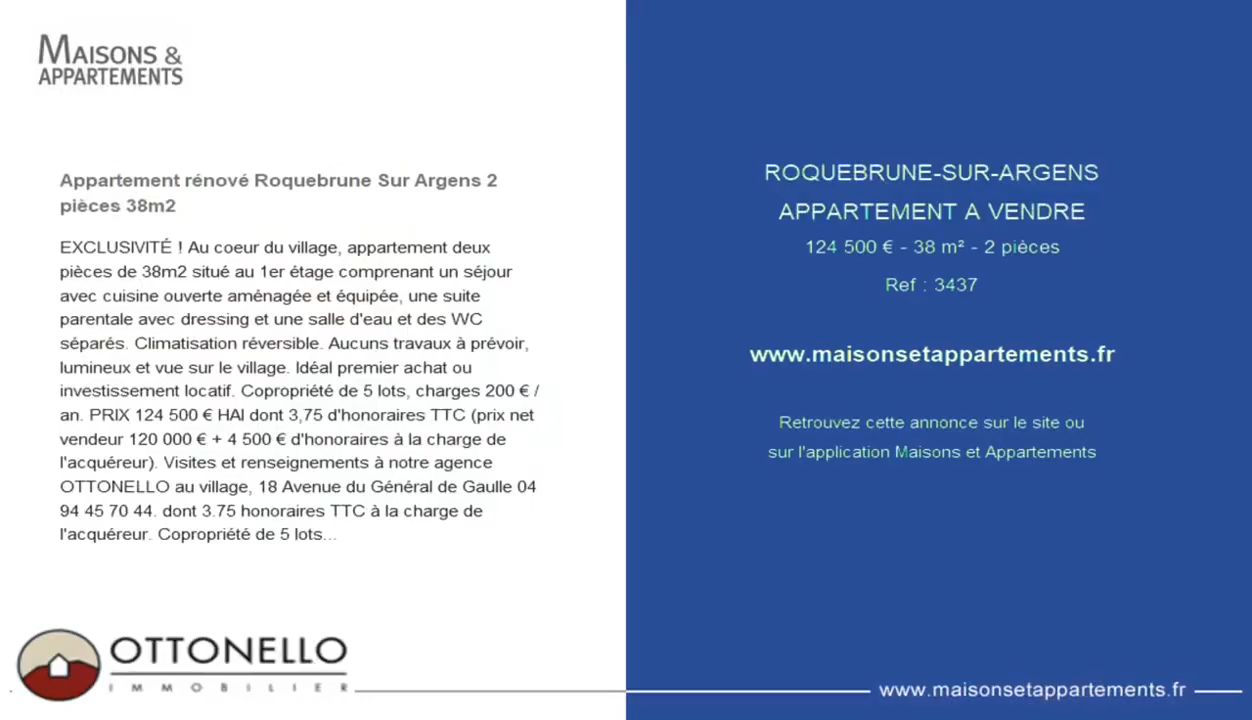 MAISONS &
APPARTEMENTS
Appartement rénové Roquebrune Sur Argens 2
pièces 38m2
EXCLUSIVITÉ ! Au coeur du village, appartement deux
pièces de 38m2 situé au 1er étage comprenant un séjour
avec cuisine ouverte aménagée et équipée, une suite
parentale avec dressing et une salle d'eau et des WC
séparés. Climatisation réversible. Aucuns travaux à prévoir,
lumineux et vue sur le village. Idéal premier achat ou
investissement locatif. Copropriété de 5 lots, charges 200 € /
an. PRIX 124 500 € HAI dont 3,75 d'honoraires TTC (prix net
vendeur 120 000 € + 4 500 € d'honoraires à la charge de
l'acquéreur). Visites et renseignements à notre agence
OTTONELLO au village, 18 Avenue du Général de Gaulle 04
94 45 70 44. dont 3.75 honoraires TTC à la charge de
l'acquéreur. Copropriété de 5 lots...
OTTONELLO
IMMOBILIER
ROQUEBRUNE-SUR-ARGENS
APPARTEMENT A VENDRE
124 500 € - 38 m² - 2 pièces
Ref : 3437
www.maisonsetappartements.fr
Retrouvez cette annonce sur le site ou
sur l'application Maisons et Appartements
www.maisonsetappartements.fr